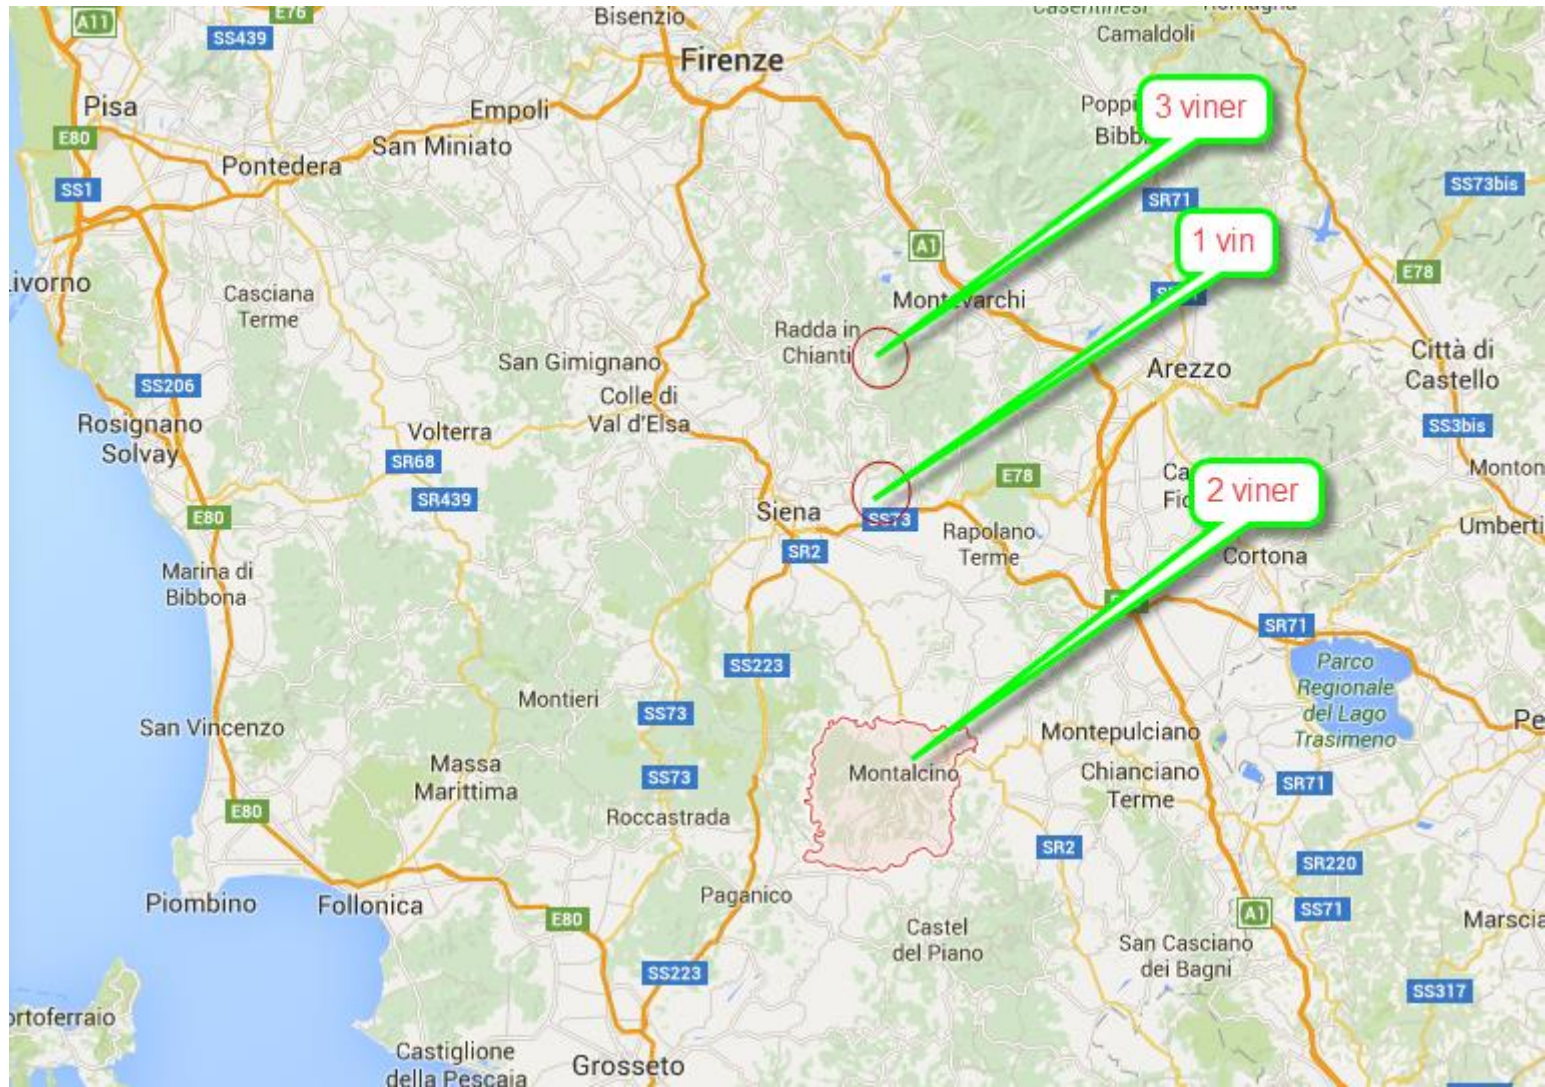 A11
E76
SS439
Bisenzio
Firenze
Casentinesi
Romagna
Camaldoli
Pisa
Empoli
3 viner
E80
San Miniato
Pontedera
SS1
SR71
SS73bis
A1
1 vin
E78
Casciana
Terme
Montevarchi
Radda in
Chianti
San Gimignano
Arezzo
Città di
Castello
SS206
Colle di
Val d'Elsa
Rosignano
Solvay
Volterra
SR68
SR439
SS3bis
E78
2 viner
E80
Siena
SS73
SR2
Rapolano
Terme
Cortona
Marina di
Bibbona
SR71
SS223
Parco
Regionale
del Lago
Trasimeno
Montieri
SS73
San Vincenzo
Montepulciano
Massa
Marittima
SS73
Montalcino
Chianciano
Terme
SR71
E80
Roccastrada
SR2
SR220
Piombino
Follonica
E80
Paganico
A1
SS71
Castel
del Piano
San Casciano
dei Bagni
SS223
SS317
Castiglione
della Pescaia
Grosseto